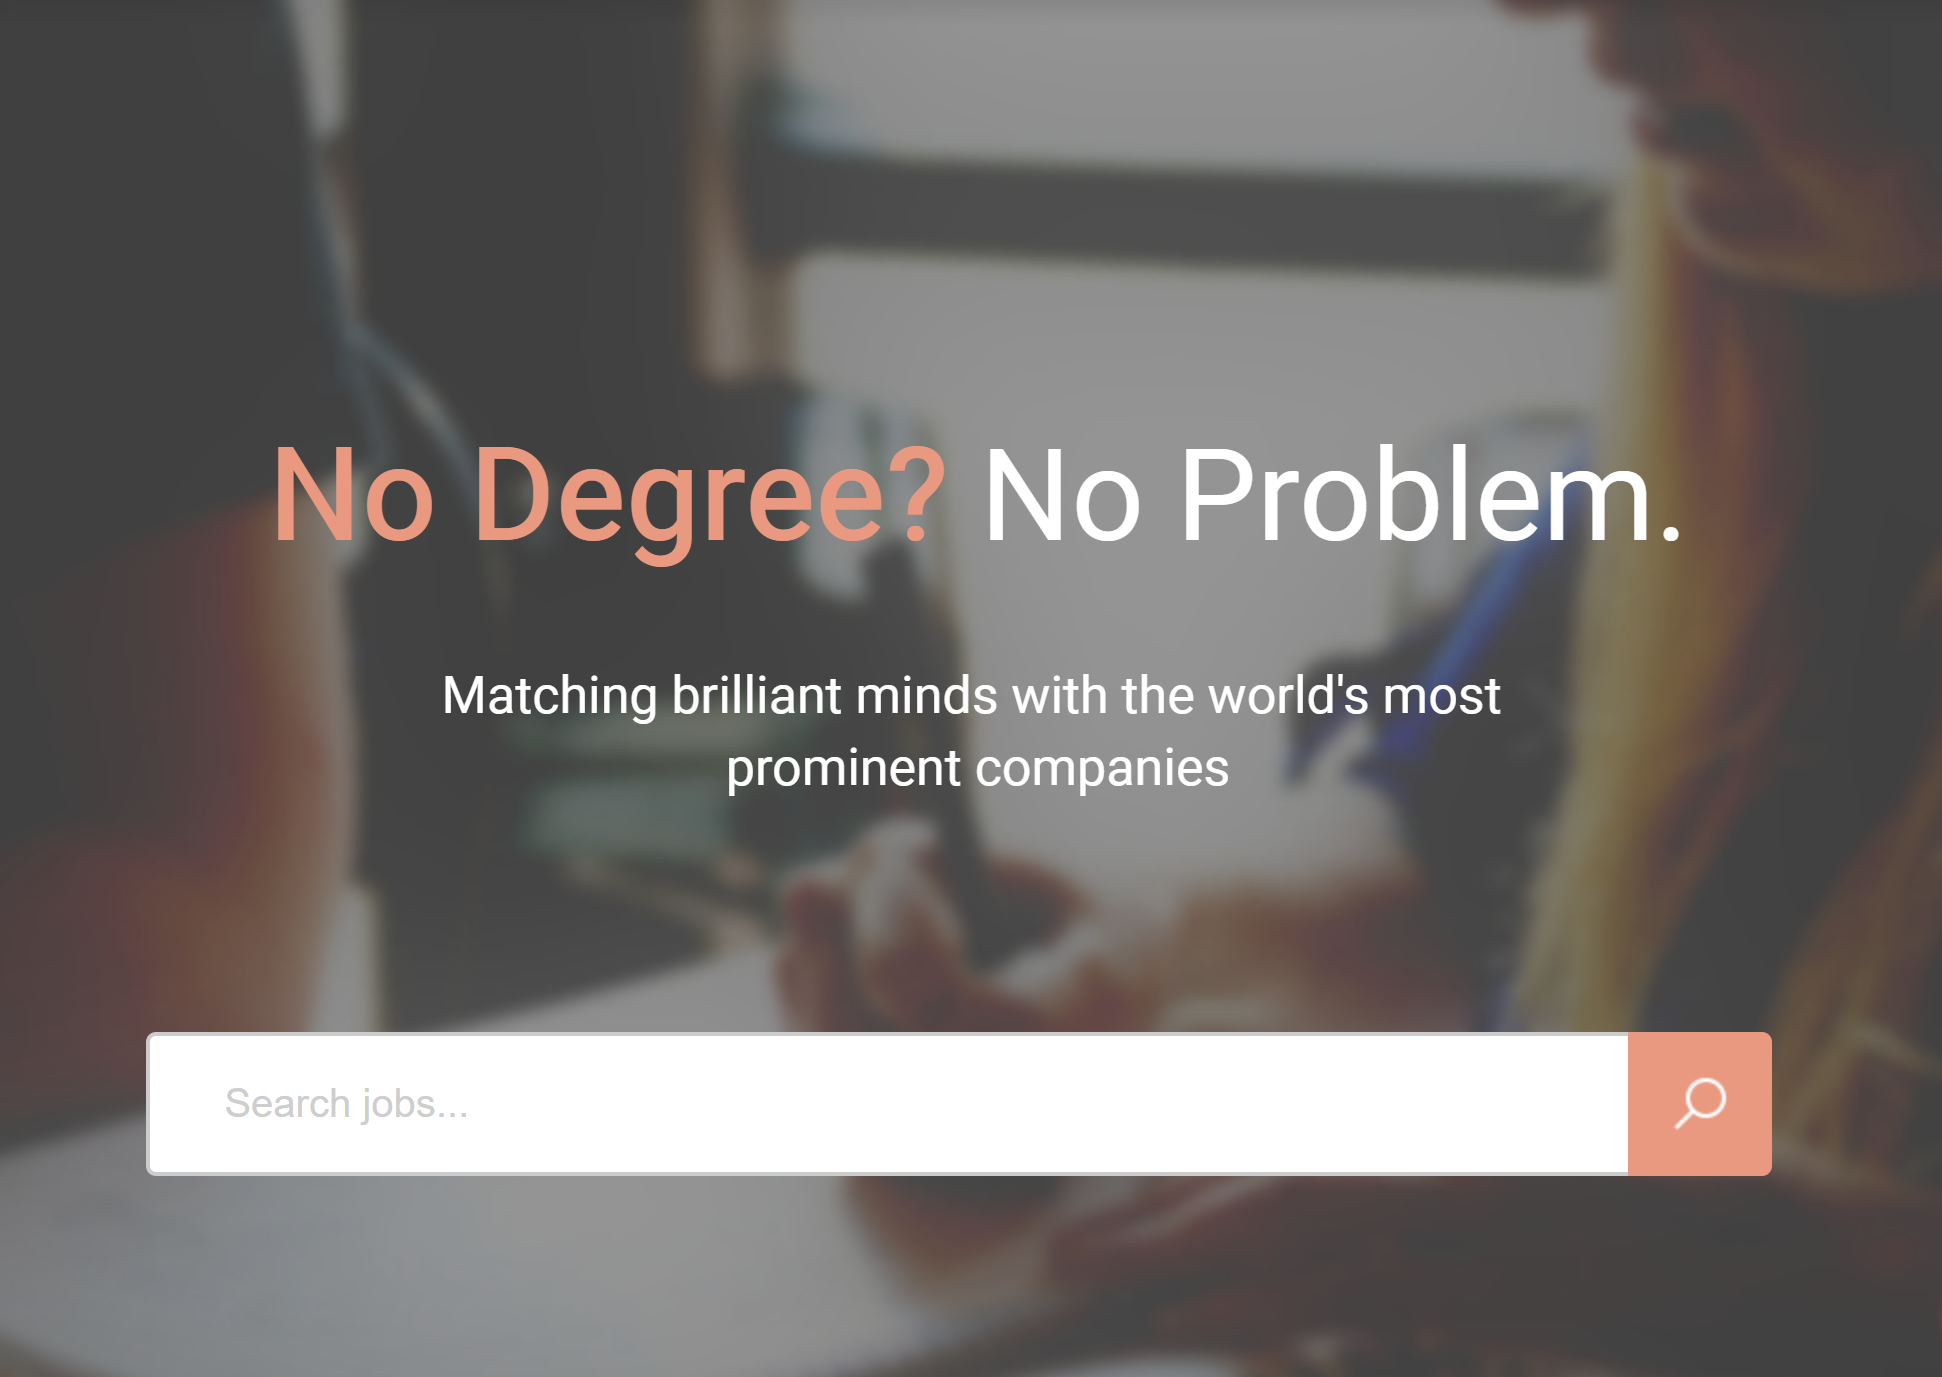 No Degree? No Problem.
Matching brilliant minds with the world's most
prominent companies
Search jobs...